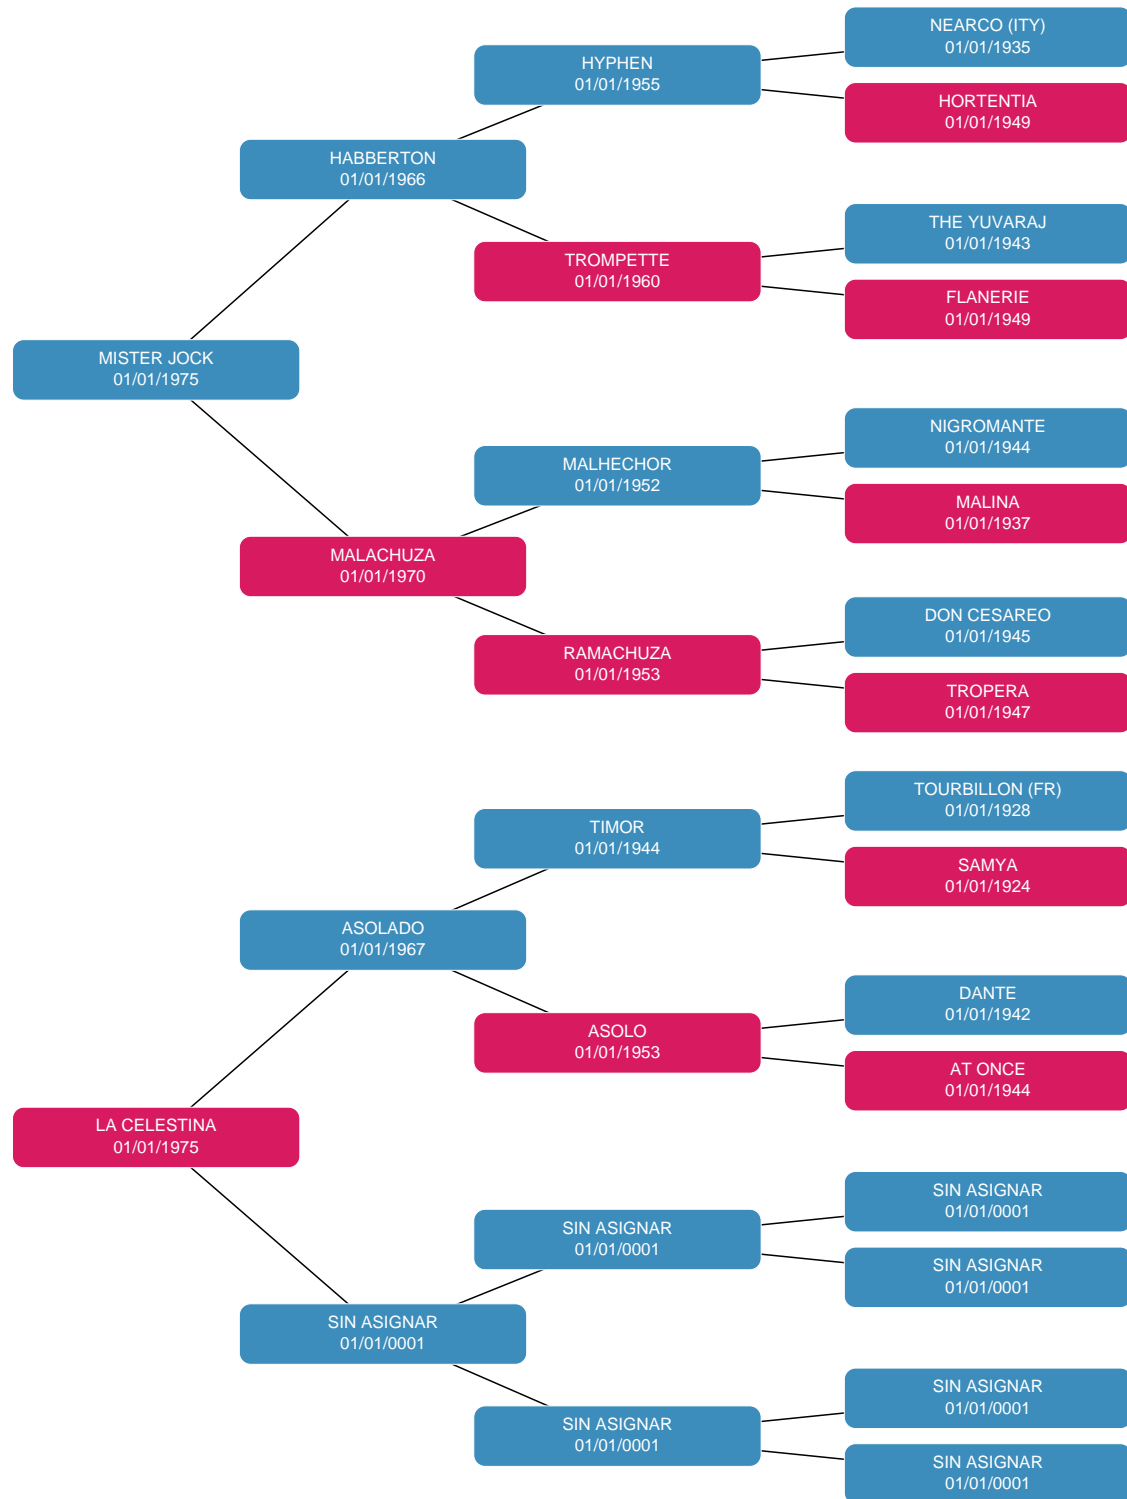 NEARCO (ITY)
01/01/1935
HYPHEN
01/01/1955
HORTENTIA
01/01/1949
HABBERTON
01/01/1966
THE YUVARAJ
01/01/1943
TROMPETTE
01/01/1960
FLANERIE
01/01/1949
MISTER JOCK
01/01/1975
NIGROMANTE
01/01/1944
MALHECHOR
01/01/1952
MALINA
01/01/1937
MALACHUZA
01/01/1970
DON CESAREO
01/01/1945
RAMACHUZA
01/01/1953
TROPERA
01/01/1947
TOURBILLON (FR)
01/01/1928
TIMOR
01/01/1944
SAMYA
01/01/1924
ASOLADO
01/01/1967
DANTE
01/01/1942
ASOLO
01/01/1953
AT ONCE
01/01/1944
LA CELESTINA
01/01/1975
SIN ASIGNAR
01/01/0001
SIN ASIGNAR
01/01/0001
SIN ASIGNAR
01/01/0001
SIN ASIGNAR
01/01/0001
SIN ASIGNAR
01/01/0001
SIN ASIGNAR
01/01/0001
SIN ASIGNAR
01/01/0001